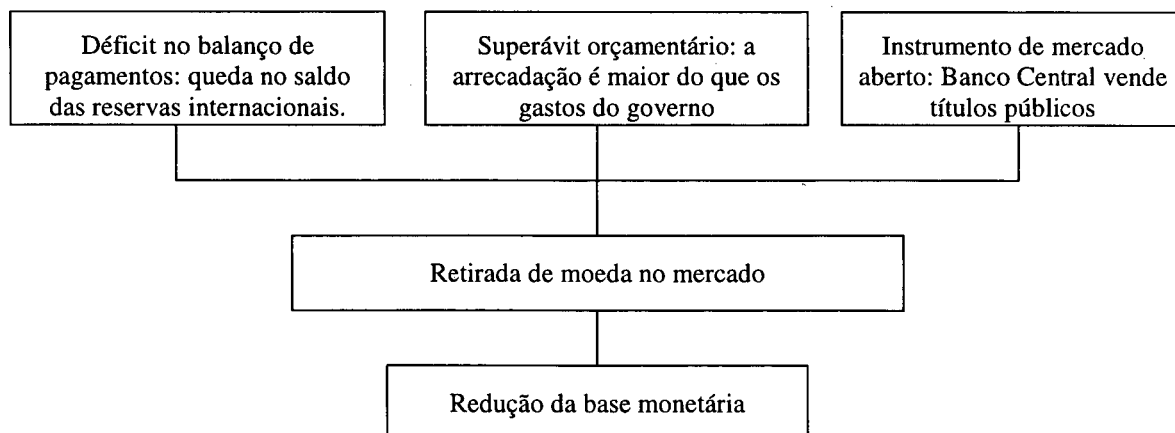 Déficit no balanço de
pagamentos: queda no saldo
das reservas internacionais.
Superávit orçamentário: a
arrecadação é maior do que os
gastos do governo
Instrumento de mercado
aberto: Banco Central vende
títulos públicos
Retirada de moeda no mercado
Redução da base monetária